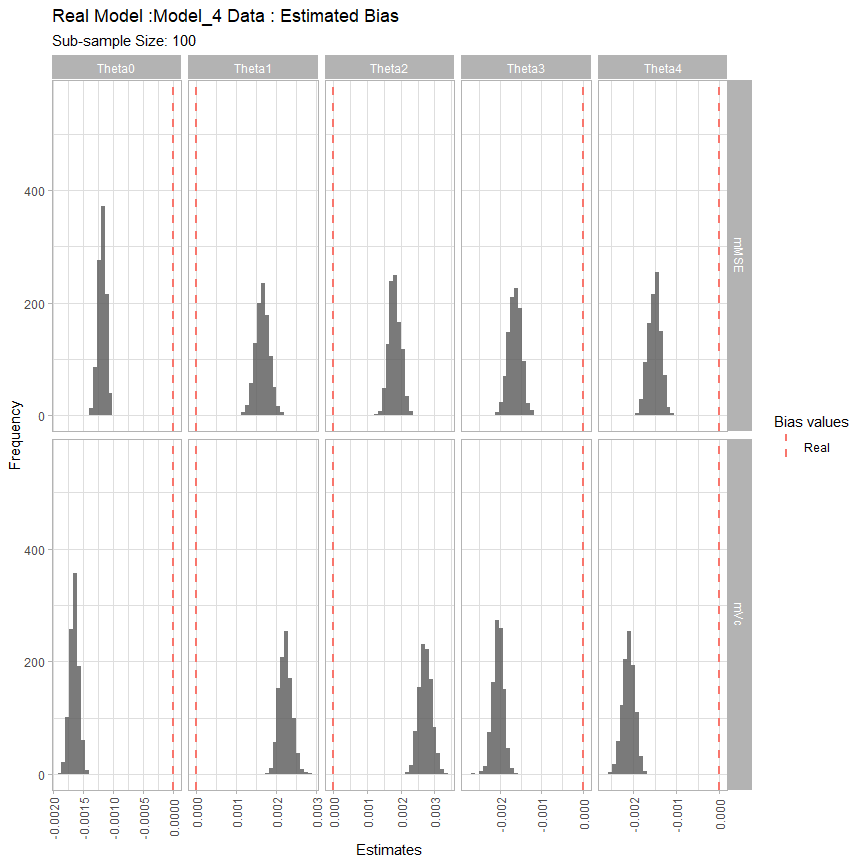 Real Model :Model_4 Data : Estimated Bias
Sub-sample Size: 100
Theta0 Theta1 Theta2 Theta3 Theta4
400
200
0
mMSE
400
200
0
mVc
Frequency
Bias values
Real
-0.0020 -0.0015 -0.0010 -0.0005 0.0000 0.000 0.001 0.002 0.003 0.000 0.001 0.002 0.003 -0.002 -0.001 0.000 -0.002 -0.001 0.000
Estimates